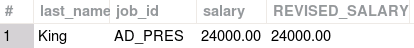 # last_name job_id salary REVISED_SALARY
1 King AD_PRES 24000.00 24000.00